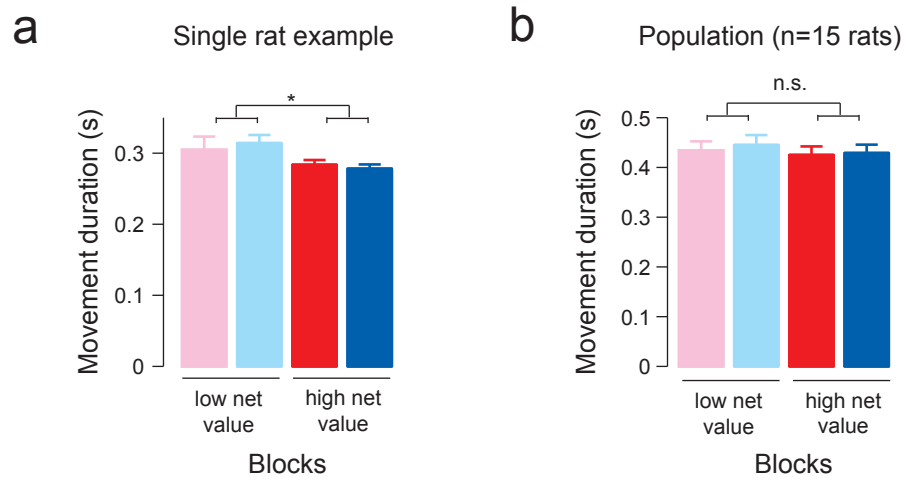 a
Single rat example
Movement duration (s)
0.3
0.2
0.1
0
*
low net
value
high net
value
Blocks
b
Population (n=15 rats)
Movement duration (s)
0.5
0.4
0.3
0.2
0.1
0
n.s.
low net
value
high net
value
Blocks